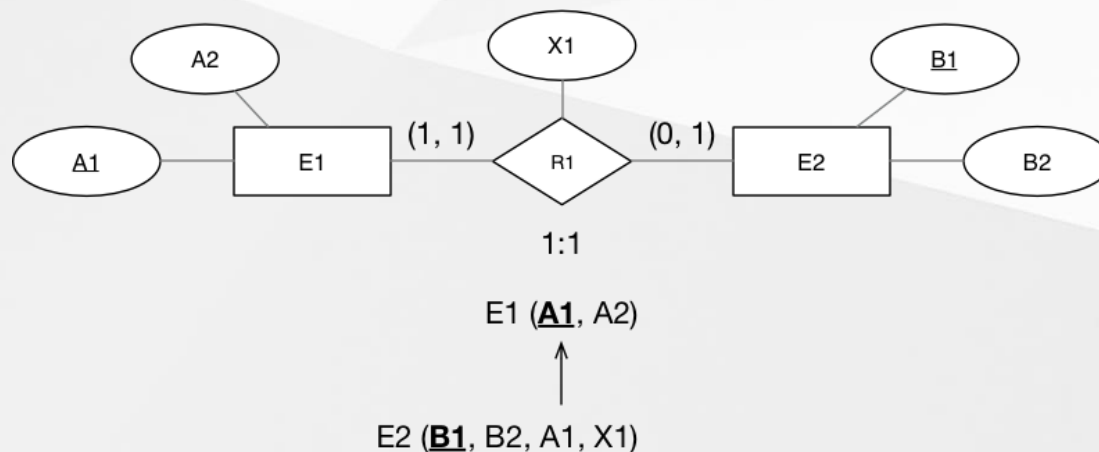 X1
A2
B1
(1, 1)
(0, 1)
A1
E1
R1
E2
B2
1:1
E1 (A1, A2)
E2 (B1, B2, A1, X1)